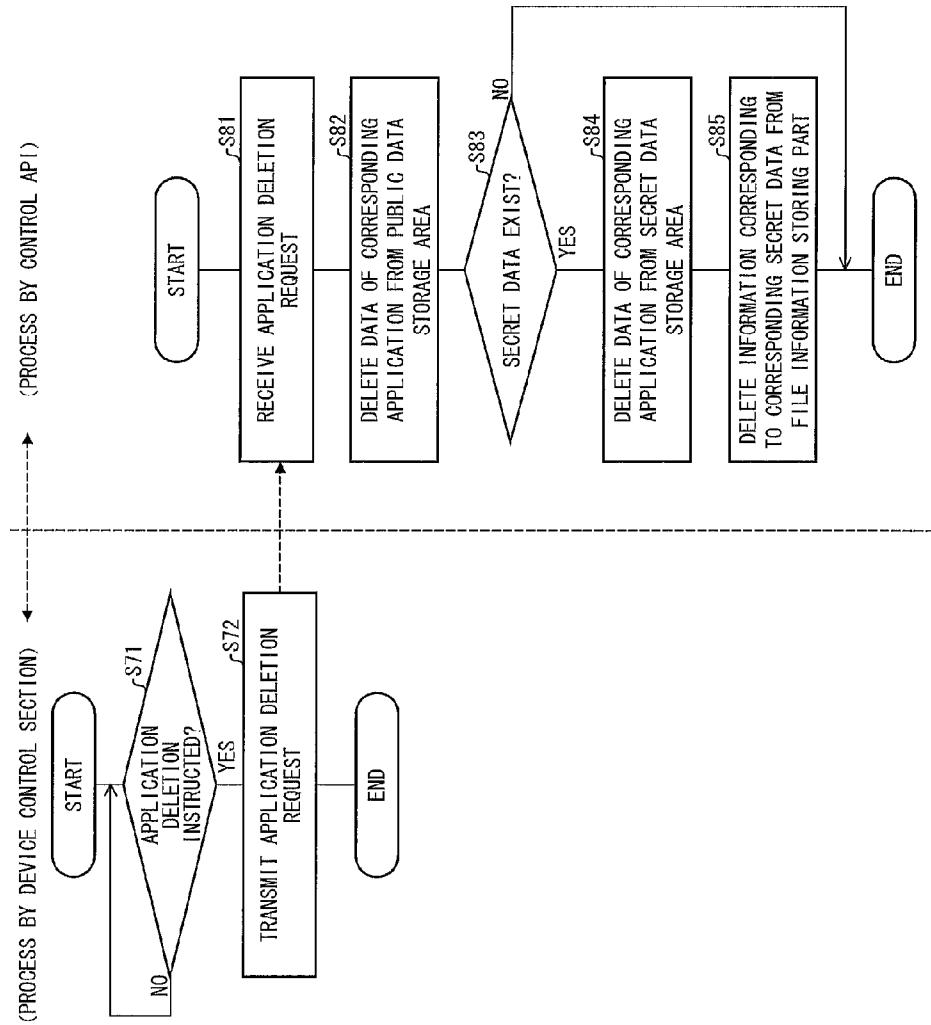 (PROCESS BY DEVICE CONTROL SECTION)
START
APPLICATION
DELETION
INSTRUCTED?
S71
NO
YES
S72
TRANSMIT APPLICATION DELETION
REQUEST
END
(PROCESS BY CONTROL API)
START
S81
RECEIVE APPLICATION DELETION
REQUEST
S82
DELETE DATA OF CORRESPONDING
APPLICATION FROM PUBLIC DATA
STORAGE AREA
S83
SECRET DATA EXIST?
NO
YES
S84
DELETE DATA OF CORRESPONDING
APPLICATION FROM SECRET DATA
STORAGE AREA
S85
DELETE INFORMATION CORRESPONDING
TO CORRESPONDING SECRET DATA FROM
FILE INFORMATION STORING PART
END